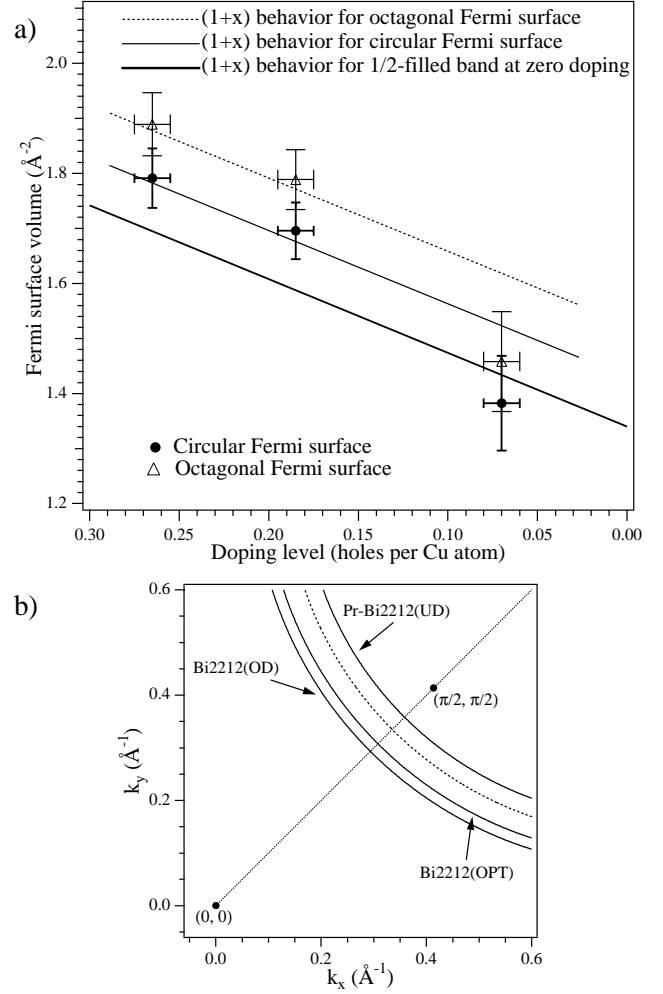 a)
(1+x) behavior for octagonal Fermi surface
(1+x) behavior for circular Fermi surface
(1+x) behavior for 1/2-filled band at zero doping
2.0
1.8
1.6
1.4
1.2
Fermi surface volume (Å⁻²)
Circular Fermi surface
Octagonal Fermi surface
0.30 0.25 0.20 0.15 0.10 0.05 0.00
Doping level (holes per Cu atom)
b)
0.6
0.4
0.2
0.0
k_y (Å⁻¹)
Pr-Bi2212(UD)
Bi2212(OD)
(π/2, π/2)
Bi2212(OPT)
(0, 0)
0.0 0.2 0.4 0.6
k_x (Å⁻¹)